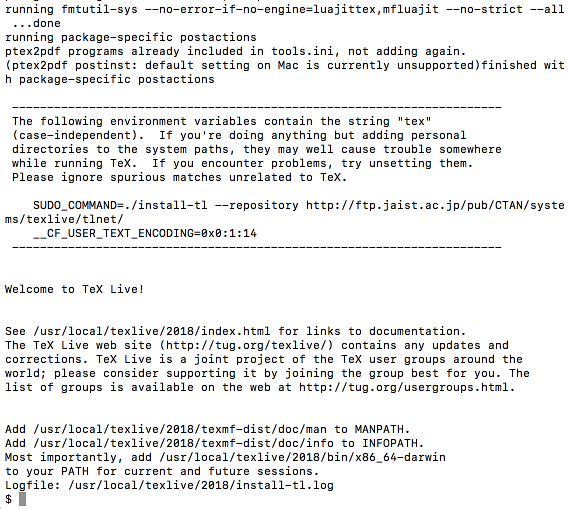 running fmtutil-sys --no-error-if-no-engine=luajittex,mfluajit --no-strict --all
...done
running package-specific postactions
ptex2pdf programs already included in tools.ini, not adding again.
(ptex2pdf postinst: default setting on Mac is currently unsupported)finished wit
h package-specific postactions
----------------------------------------------------------------------
The following environment variables contain the string "tex"
(case-independent).  If you're doing anything but adding personal
directories to the system paths, they may well cause trouble somewhere
while running TeX.  If you encounter problems, try unsetting them.
Please ignore spurious matches unrelated to TeX.
SUDO_COMMAND=./install-tl --repository http://ftp.jaist.ac.jp/pub/CTAN/syste
ms/texlive/tlnet/
__CF_USER_TEXT_ENCODING=0x0:1:14
----------------------------------------------------------------------
Welcome to TeX Live!
See /usr/local/texlive/2018/index.html for links to documentation.
The TeX Live web site (http://tug.org/texlive/) contains any updates and
corrections. TeX Live is a joint project of the TeX user groups around the
world; please consider supporting it by joining the group best for you. The
list of groups is available on the web at http://tug.org/usergroups.html.
Add /usr/local/texlive/2018/texmf-dist/doc/man to MANPATH.
Add /usr/local/texlive/2018/texmf-dist/doc/info to INFOPATH.
Most importantly, add /usr/local/texlive/2018/bin/x86_64-darwin
to your PATH for current and future sessions.
Logfile: /usr/local/texlive/2018/install-tl.log
$